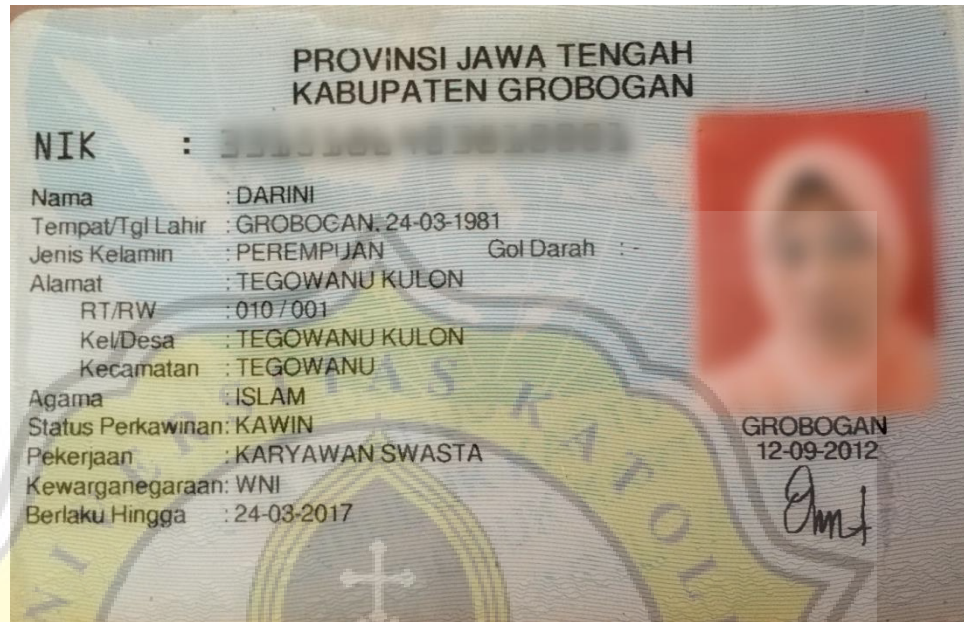 PROVINSI JAWA TENGAH
KABUPATEN GROBOGAN
NIK :
Nama : DARINI
Tempat/Tgl Lahir : GROBOGAN, 24-03-1981
Jenis Kelamin : PEREMPUAN Gol Darah : -
Alamat : TEGOWANU KULON
RT/RW : 010 / 001
Kel/Desa : TEGOWANU KULON
Kecamatan : TEGOWANU
Agama : ISLAM
Status Perkawinan: KAWIN
Pekerjaan : KARYAWAN SWASTA
Kewarganegaraan: WNI
Berlaku Hingga : 24-03-2017
GROBOGAN
12-09-2012